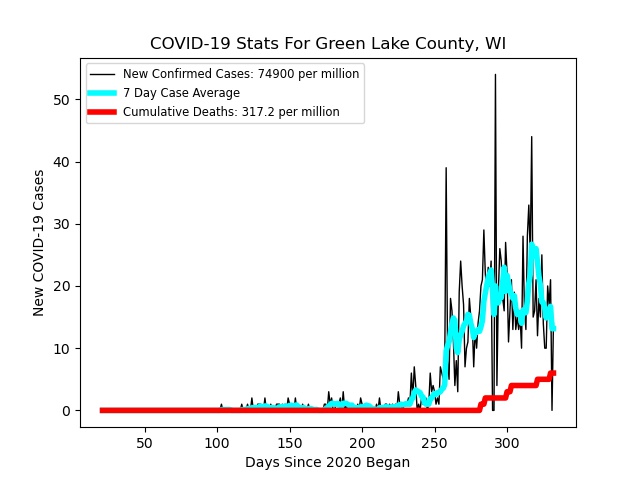 COVID-19 Stats For Green Lake County, WI
New Confirmed Cases: 74900 per million
7 Day Case Average
Cumulative Deaths: 317.2 per million
50
40
30
20
10
0
New COVID-19 Cases
50 100 150 200 250 300
Days Since 2020 Began